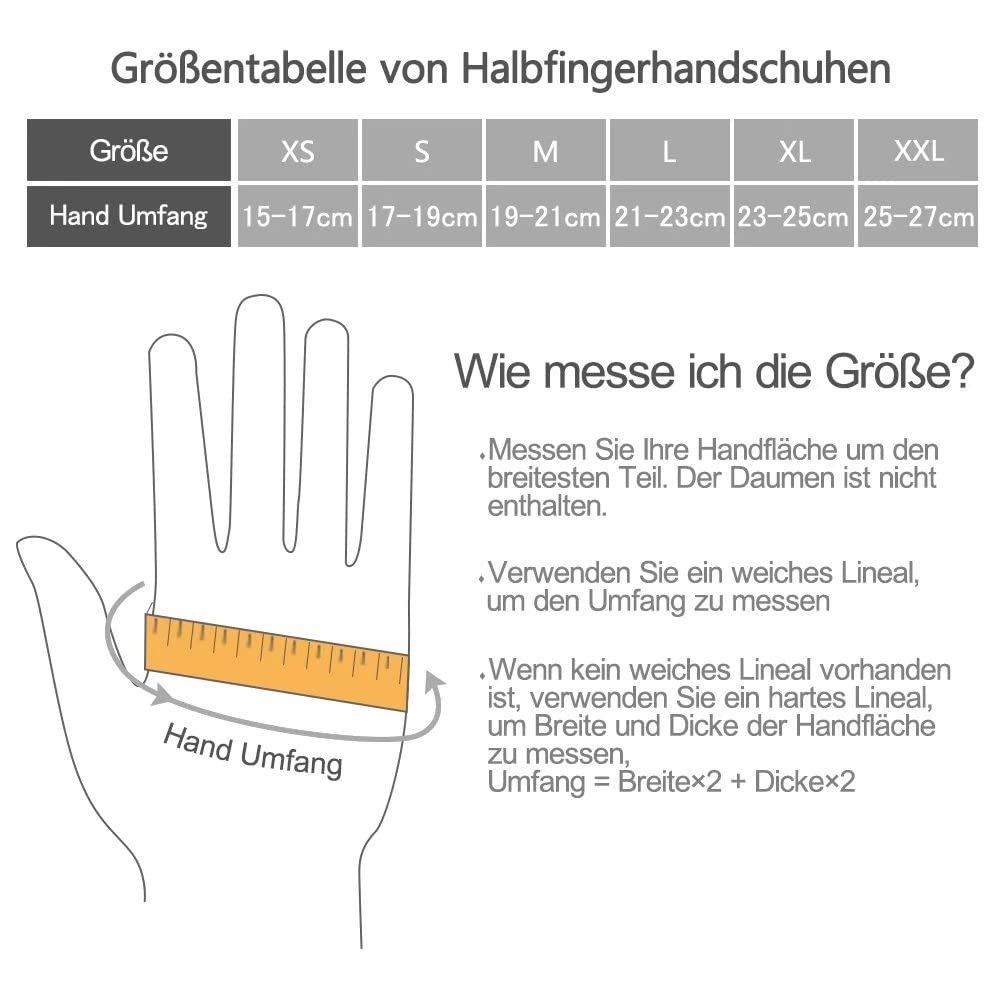 Größentabelle von Halbfingerhandschuhen
Größe XS S M L XL XXL
Hand Umfang 15-17cm 17-19cm 19-21cm 21-23cm 23-25cm 25-27cm
Wie messe ich die Größe?
.Messen Sie Ihre Handfläche um den
breitesten Teil. Der Daumen ist nicht
enthalten.
.Verwenden Sie ein weiches Lineal,
um den Umfang zu messen
.Wenn kein weiches Lineal vorhanden
ist, verwenden Sie ein hartes Lineal,
um Breite und Dicke der Handfläche
zu messen,
Umfang = Breite×2 + Dicke×2
Hand Umfang